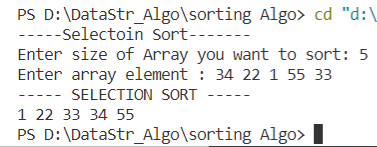 PS D:\DataStr_Algo\sorting Algo> cd "d:\
-----Selectoin Sort-------
Enter size of Array you want to sort: 5
Enter array element : 34 22 1 55 33
----- SELECTION SORT -----
1 22 33 34 55
PS D:\DataStr_Algo\sorting Algo>